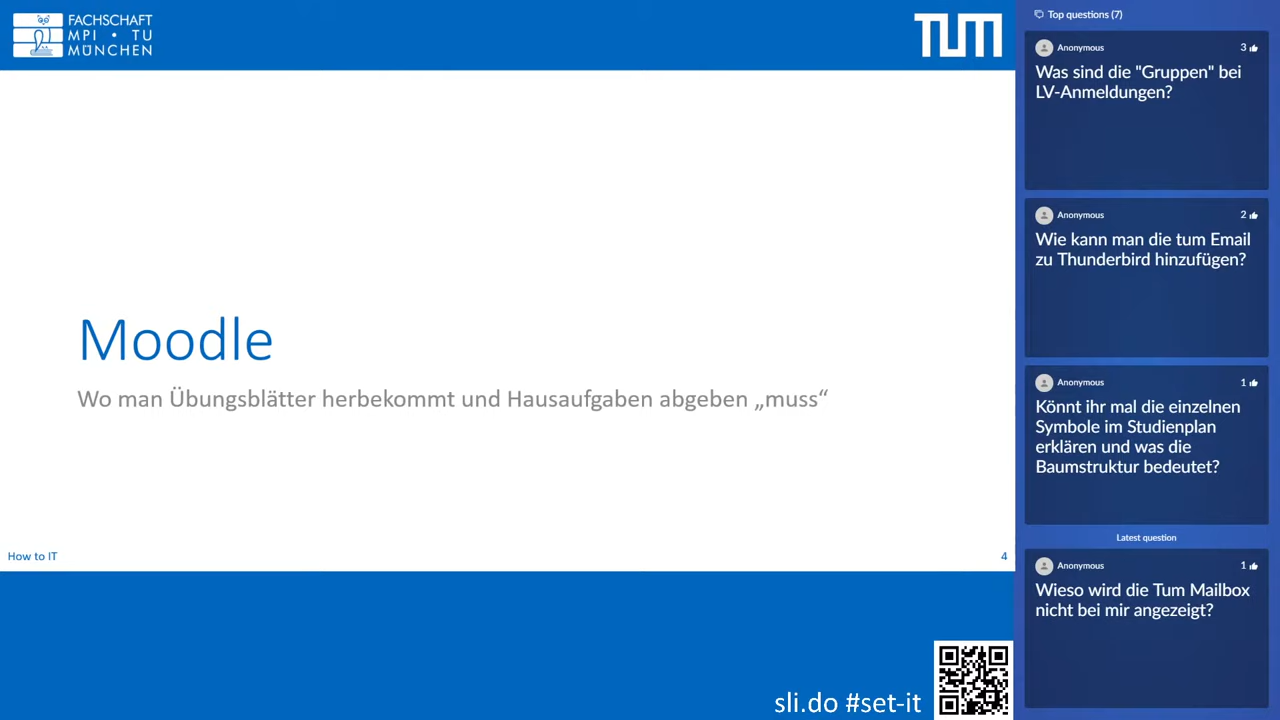 FACHSCHAFT
MPI • TU
MÜNCHEN
TUM
Moodle
Wo man Übungsblätter herbekommt und Hausaufgaben abgeben „muss“
How to IT
4
sli.do #set-it
Top questions (7)
Anonymous
3
Was sind die "Gruppen" bei
LV-Anmeldungen?
Anonymous
2
Wie kann man die tum Email
zu Thunderbird hinzufügen?
Anonymous
1
Könnt ihr mal die einzelnen
Symbole im Studienplan
erklären und was die
Baumstruktur bedeutet?
Latest question
Anonymous
1
Wieso wird die Tum Mailbox
nicht bei mir angezeigt?